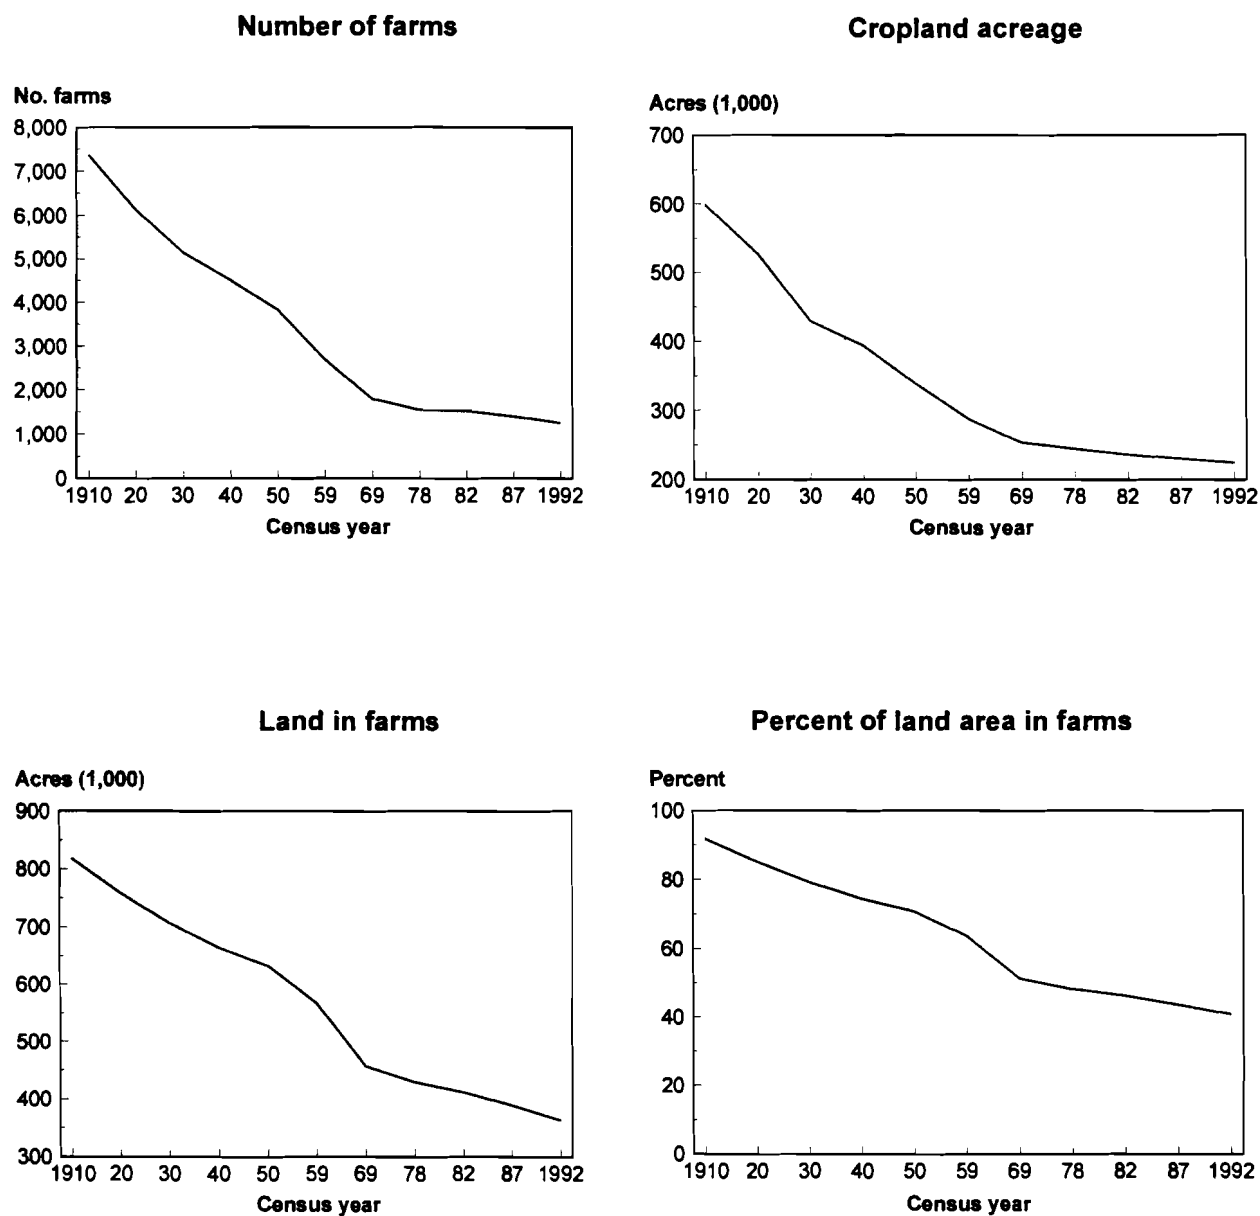 Number of farms
No. farms
8,000
7,000
6,000
5,000
4,000
3,000
2,000
1,000
0
1910 20 30 40 50 59 69 78 82 87 1992
Census year
Cropland acreage
Acres (1,000)
700
600
500
400
300
200
1910 20 30 40 50 59 69 78 82 87 1992
Census year
Land in farms
Acres (1,000)
900
800
700
600
500
400
300
1910 20 30 40 50 59 69 78 82 87 1992
Census year
Percent of land area in farms
Percent
100
80
60
40
20
0
1910 20 30 40 50 59 69 78 82 87 1992
Census year